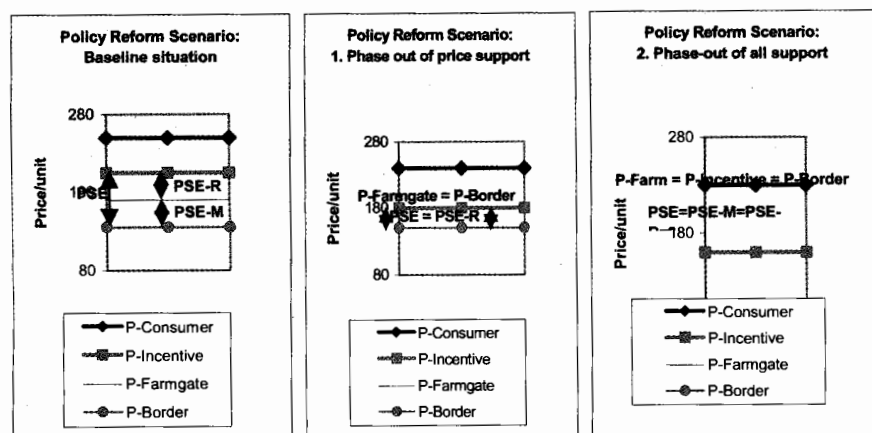 Policy Reform Scenario:
Baseline situation
280
180
80
Price/unit
PSE
PSE-R
PSE-M
P-Consumer
P-Incentive
P-Farmgate
P-Border
Policy Reform Scenario:
1. Phase out of price support
280
180
80
Price/unit
P-Farmgate = P-Border
PSE = PSE-R
P-Consumer
P-Incentive
P-Farmgate
P-Border
Policy Reform Scenario:
2. Phase-out of all support
280
180
Price/unit
P-Farm = P-Incentive = P-Border
PSE=PSE-M=PSE-
P-Consumer
P-Incentive
P-Farmgate
P-Border